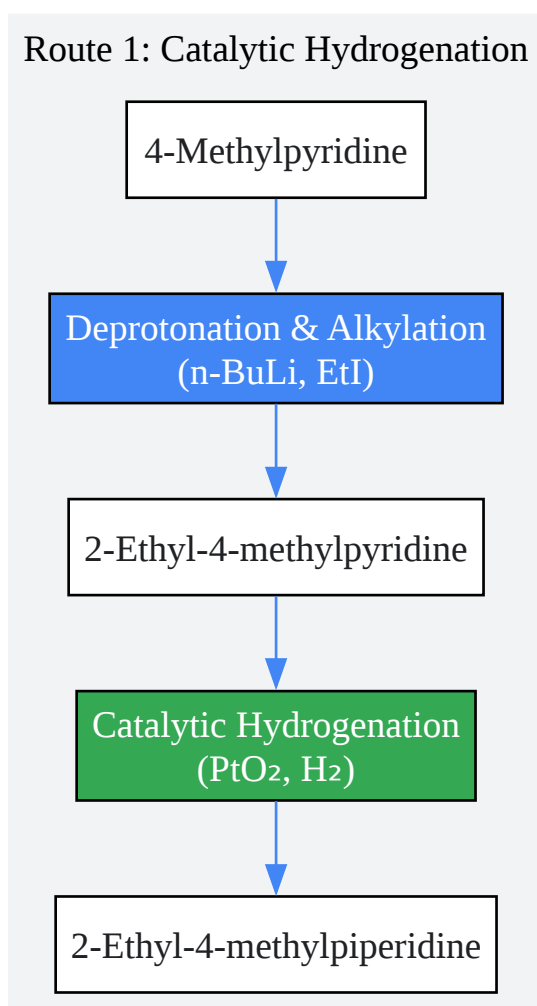 Route 1: Catalytic Hydrogenation
4-Methylpyridine
Deprotonation & Alkylation
(n-BuLi, EtI)
2-Ethyl-4-methylpyridine
Catalytic Hydrogenation
(PtO₂, H₂)
2-Ethyl-4-methylpiperidine